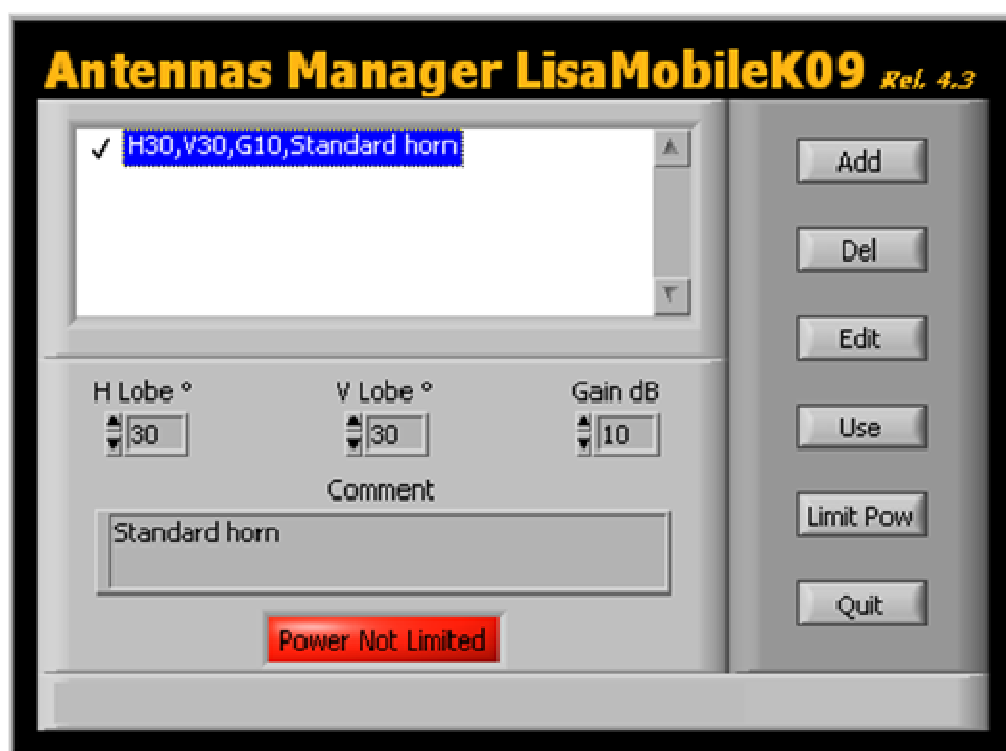 Antennas Manager LisaMobileK09 Rel. 4.3
✓ H30,V30,G10,Standard horn
Add
Del
Edit
H Lobe ° V Lobe ° Gain dB
30 30 10
Use
Comment
Standard horn
Limit Pow
Quit
Power Not Limited